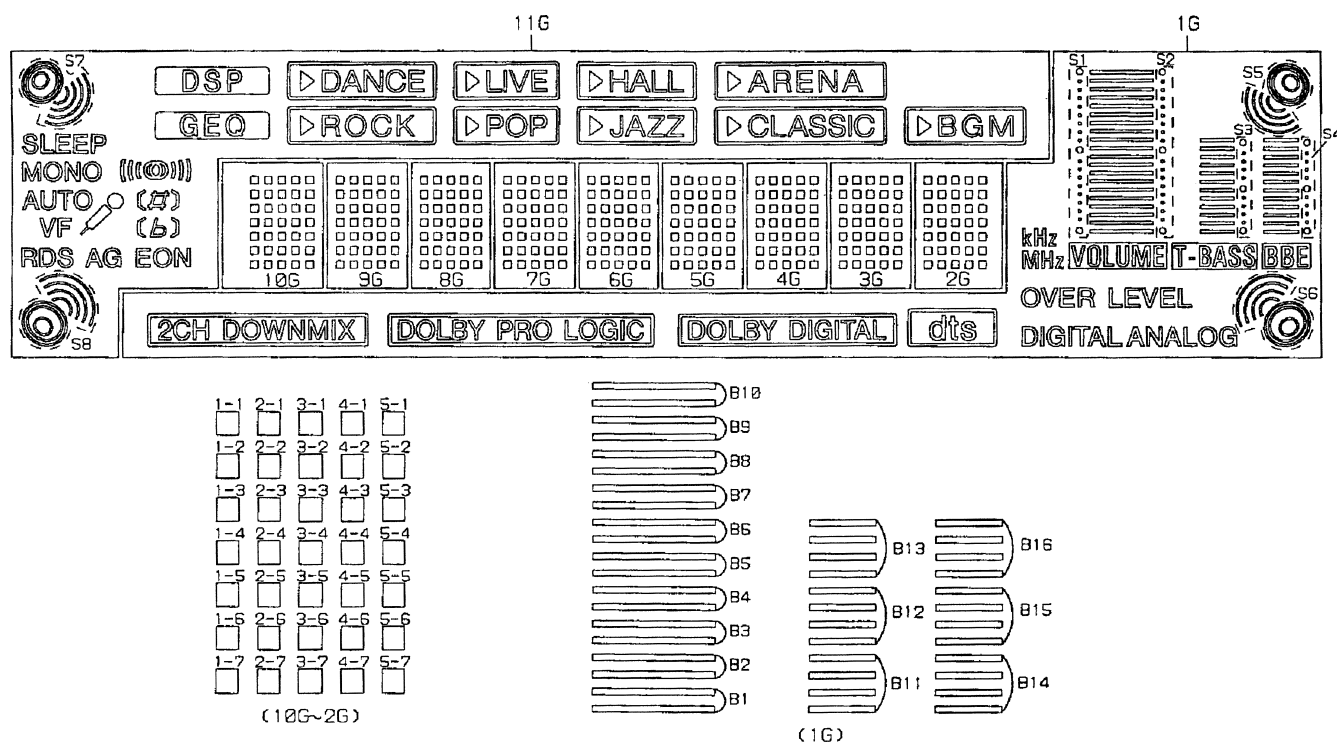 11G 1G
S7 S1 S2 S5
DSP ▷DANCE ▷LIVE ▷HALL ▷ARENA
GEQ ▷ROCK ▷POP ▷JAZZ ▷CLASSIC ▷BGM
S3 S4
SLEEP
MONO ((((◎))))
AUTO (♯)
VF (b)
RDS AG EON
kHz
MHz VOLUME T-BASS BBE
10G 9G 8G 7G 6G 5G 4G 3G 2G
OVER LEVEL S6
2CH DOWNMIX DOLBY PRO LOGIC DOLBY DIGITAL dts
DIGITAL ANALOG
S8
1-1 2-1 3-1 4-1 5-1
1-2 2-2 3-2 4-2 5-2
1-3 2-3 3-3 4-3 5-3
1-4 2-4 3-4 4-4 5-4
1-5 2-5 3-5 4-5 5-5
1-6 2-6 3-6 4-6 5-6
1-7 2-7 3-7 4-7 5-7
(10G~2G)
B10
B9
B8
B7
B6
B5
B4
B3
B2
B1
B13 B16
B12 B15
B11 B14
(1G)